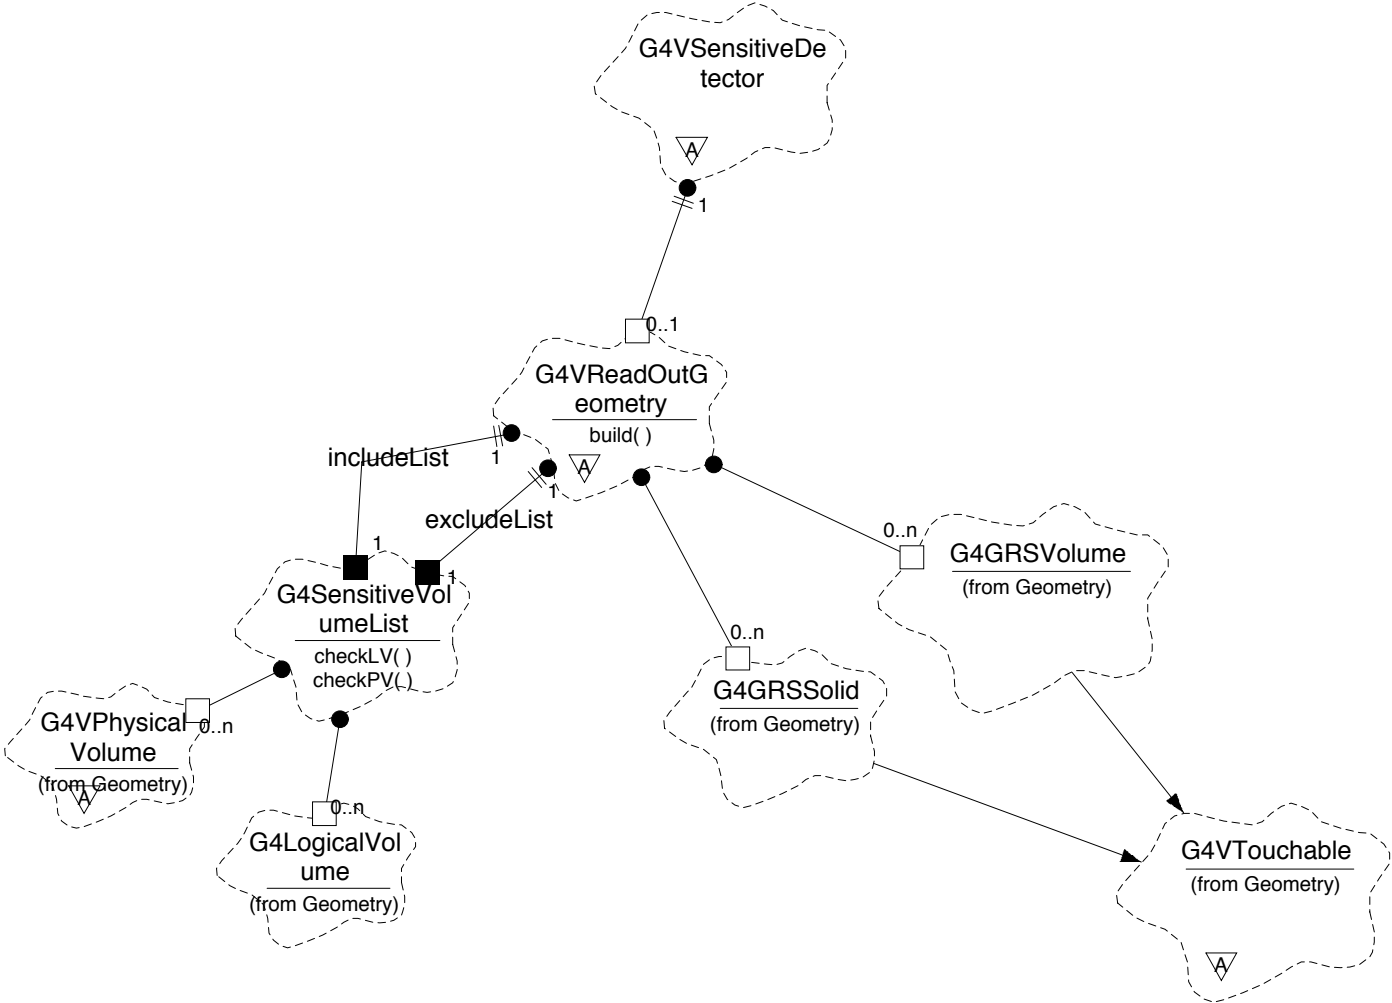 G4VSensitiveDe
tector
A
1
0..1
G4VReadOutG
eometry
build( )
A
1
includeList
1
excludeList
1
1
G4SensitiveVol
umeList
checkLV( )
checkPV( )
0..n
G4GRSVolume
(from Geometry)
0..n
G4GRSSolid
(from Geometry)
0..n
G4VPhysical
Volume
(from Geometry)
A
0..n
G4LogicalVol
ume
(from Geometry)
G4VTouchable
(from Geometry)
A